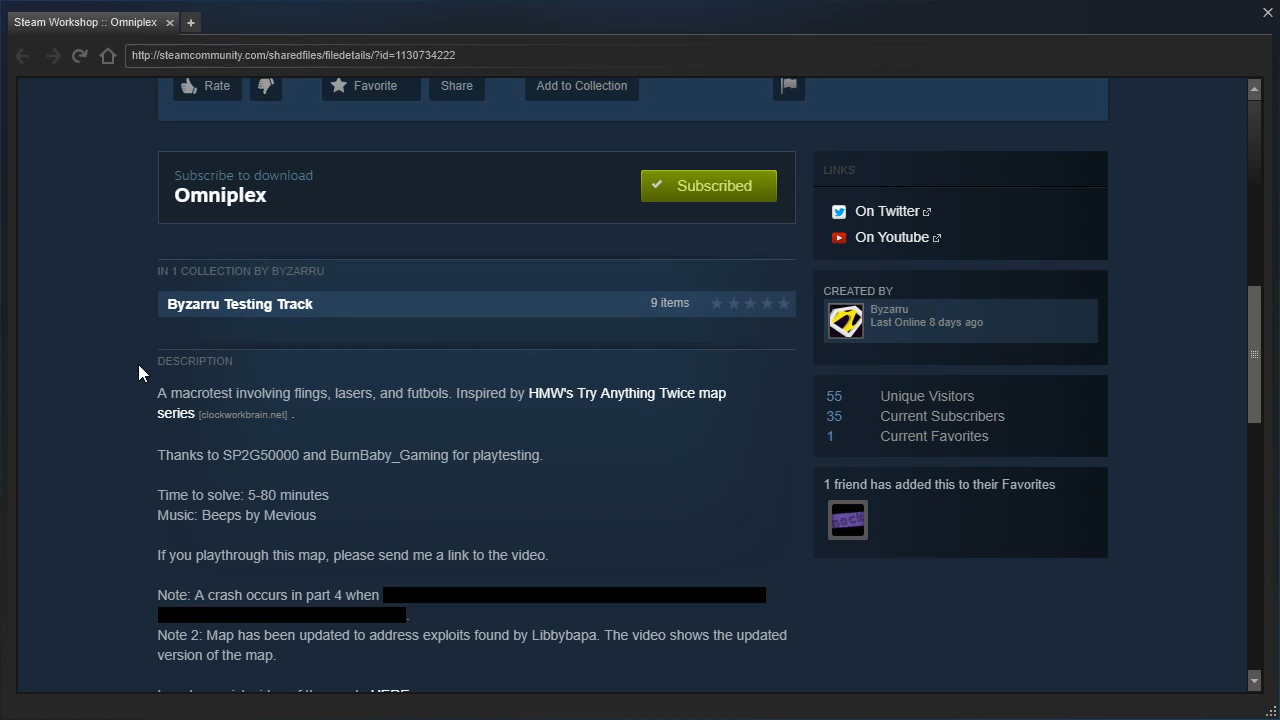 Steam Workshop :: Omniplex
http://steamcommunity.com/sharedfiles/filedetails/?id=1130734222
Rate
Favorite
Share
Add to Collection
Subscribe to download
Omniplex
Subscribed
IN 1 COLLECTION BY BYZARRU
Byzarru Testing Track
9 items
DESCRIPTION
A macrotest involving flings, lasers, and futbols. Inspired by HMW's Try Anything Twice map
series [clockworkbrain.net] .
Thanks to SP2G50000 and BurnBaby_Gaming for playtesting.
Time to solve: 5-80 minutes
Music: Beeps by Mevious
If you playthrough this map, please send me a link to the video.
Note: A crash occurs in part 4 when
.
Note 2: Map has been updated to address exploits found by Libbybapa. The video shows the updated
version of the map.
HERE
LINKS
On Twitter
On Youtube
CREATED BY
Byzarru
Last Online 8 days ago
55 Unique Visitors
35 Current Subscribers
1 Current Favorites
1 friend has added this to their Favorites